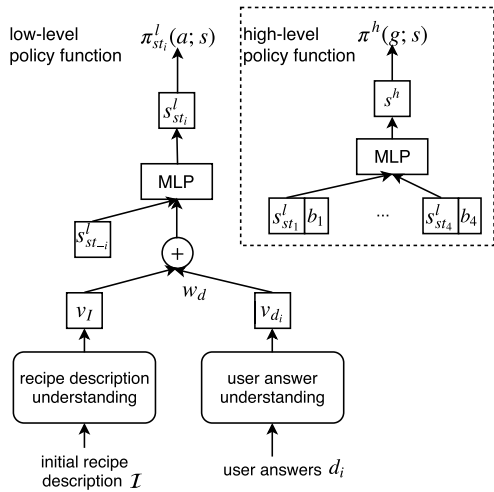 low-level
policy function
π^l_{st_i}(a; s)
s^l_{st_i}
MLP
s^l_{st_{-i}}
+
w_d
v_I
v_{d_i}
recipe description
understanding
user answer
understanding
initial recipe
description 𝓘
user answers d_i
high-level
policy function
π^h(g; s)
s^h
MLP
s^l_{st_1} b_1 ... s^l_{st_4} b_4